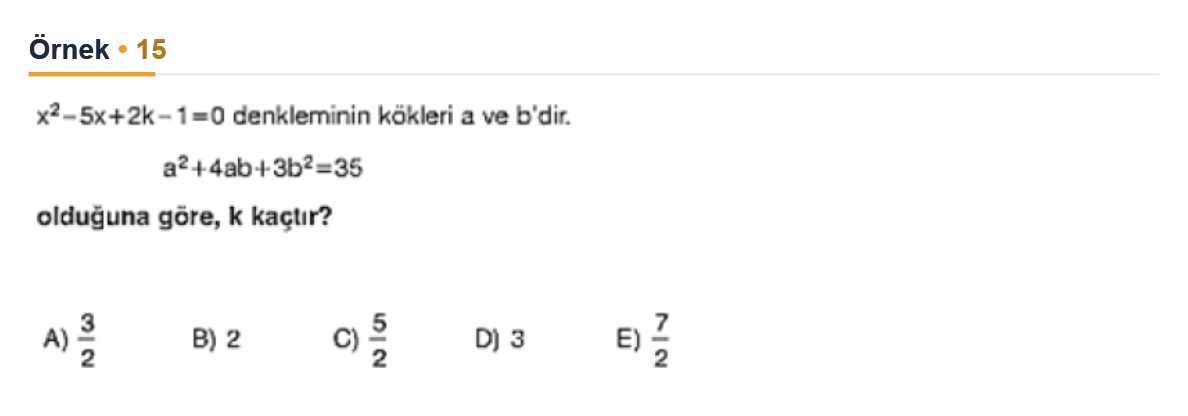 Örnek • 15
x²-5x+2k-1=0 denkleminin kökleri a ve b'dir.
a²+4ab+3b²=35
olduğuna göre, k kaçtır?
A) 3/2 B) 2 C) 5/2 D) 3 E) 7/2